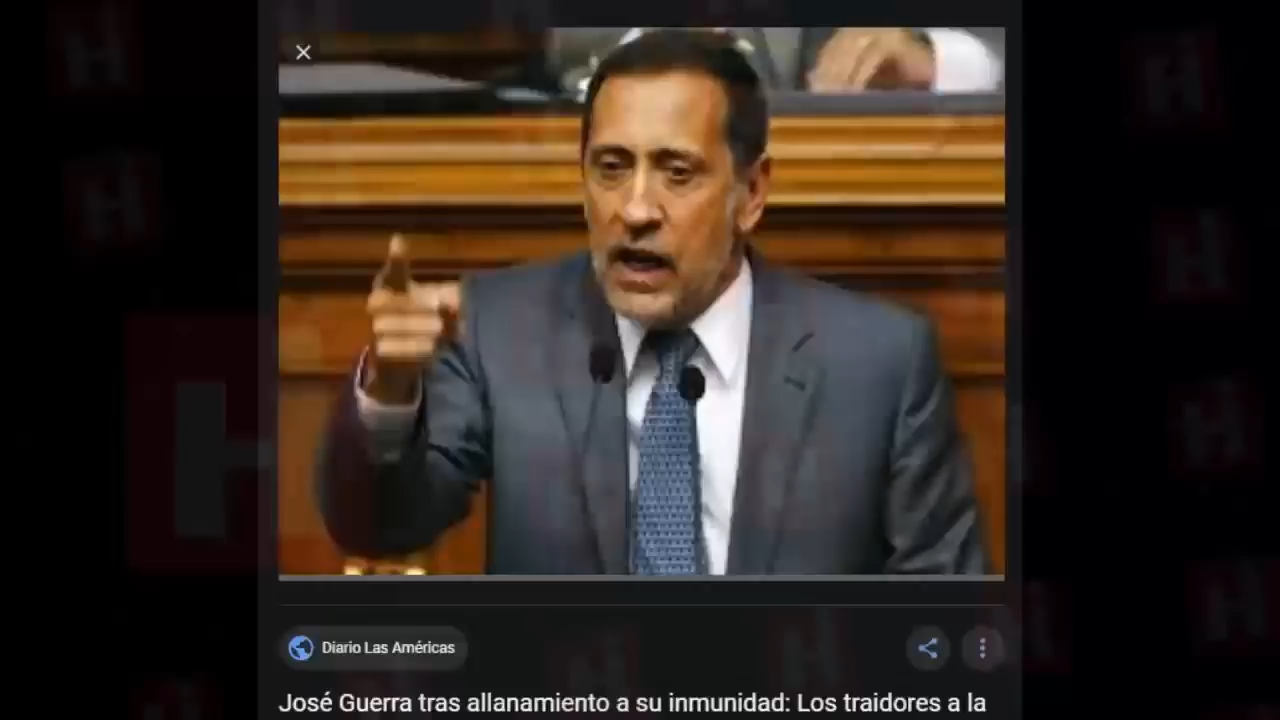 Diario Las Américas
José Guerra tras allanamiento a su inmunidad: Los traidores a la